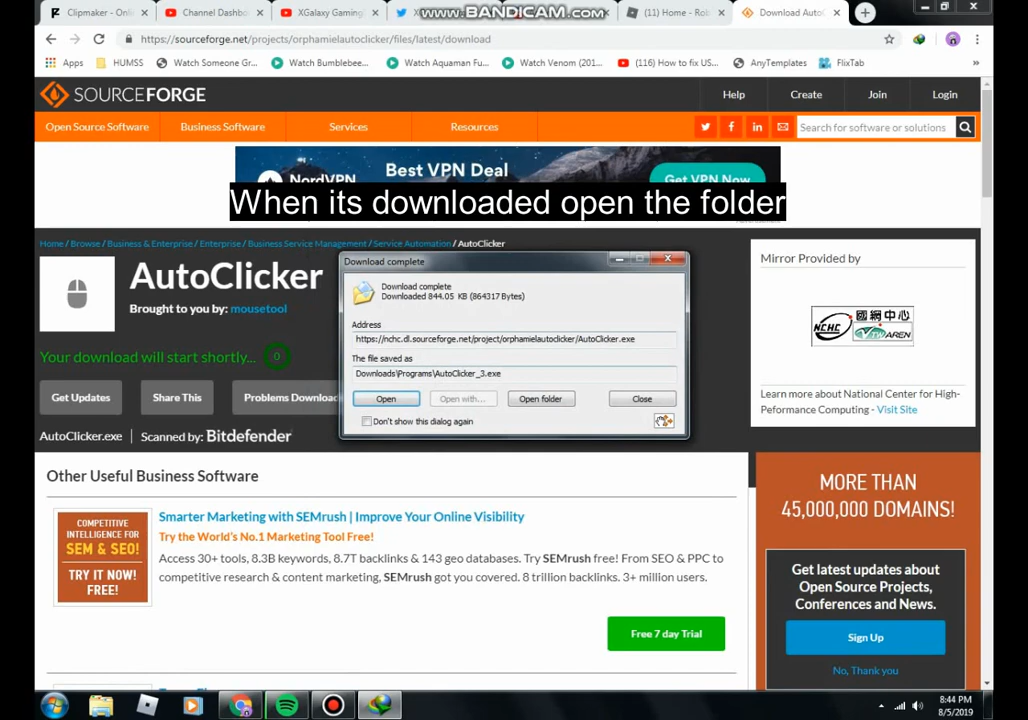 Clipmaker - Onl
Channel Dashbo
XGalaxy Gaming
www.BANDICAM.com
(11) Home - Rob
Download Auto
https://sourceforge.net/projects/orphamielautoclicker/files/latest/download
Apps
HUMSS
Watch Someone Gr...
Watch Bumblebee...
Watch Aquaman Fu...
Watch Venom (201...
(116) How to fix US...
AnyTemplates
FlixTab
»
SOURCEFORGE
Help
Create
Join
Login
Open Source Software
Business Software
Services
Resources
Search for software or solutions
NordVPN
Best VPN Deal
Get VPN Now
When its downloaded open the folder
Home / Browse / Business & Enterprise / Enterprise / Business Service Management / Service Automation / AutoClicker
AutoClicker
Brought to you by: mousetool
Your download will start shortly... 0
Get Updates
Share This
Problems Download
AutoClicker.exe
Scanned by: Bitdefender
Download complete
Download complete
Downloaded 844.05 KB (864317 Bytes)
Address
https://nchc.dl.sourceforge.net/project/orphamielautoclicker/AutoClicker.exe
The file saved as
Downloads\Programs\AutoClicker_3.exe
Open
Open with...
Open folder
Close
Don't show this dialog again
Mirror Provided by
NCHC
國網中心
TWAREN
Learn more about National Center for High-
Peformance Computing - Visit Site
Other Useful Business Software
COMPETITIVE
INTELLIGENCE FOR
SEM & SEO!
TRY IT NOW!
FREE!
Smarter Marketing with SEMrush | Improve Your Online Visibility
Try the World's No.1 Marketing Tool Free!
Access 30+ tools, 8.3B keywords, 8.7T backlinks & 143 geo databases. Try SEMrush free! From SEO & PPC to
competitive research & content marketing, SEMrush got you covered. 8 trillion backlinks. 3+ million users.
Free 7 day Trial
MORE THAN
45,000,000 DOMAINS!
Get latest updates about
Open Source Projects,
Conferences and News.
Sign Up
No, Thank you
8:44 PM
8/5/2019